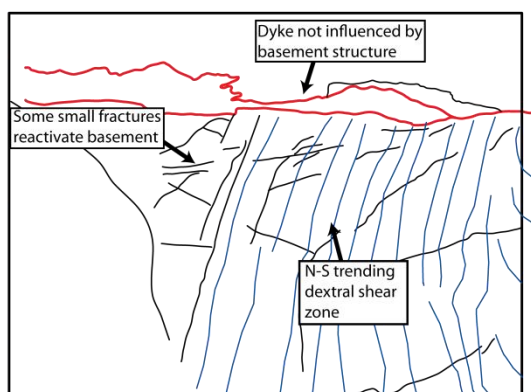 Dyke not influenced by
basement structure
Some small fractures
reactivate basement
N-S trending
dextral shear
zone